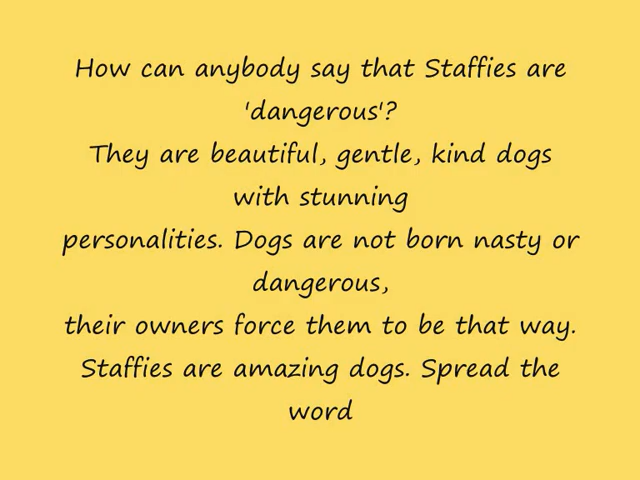 How can anybody say that Staffies are
'dangerous'?
They are beautiful, gentle, kind dogs
with stunning
personalities. Dogs are not born nasty or
dangerous,
their owners force them to be that way.
Staffies are amazing dogs. Spread the
word